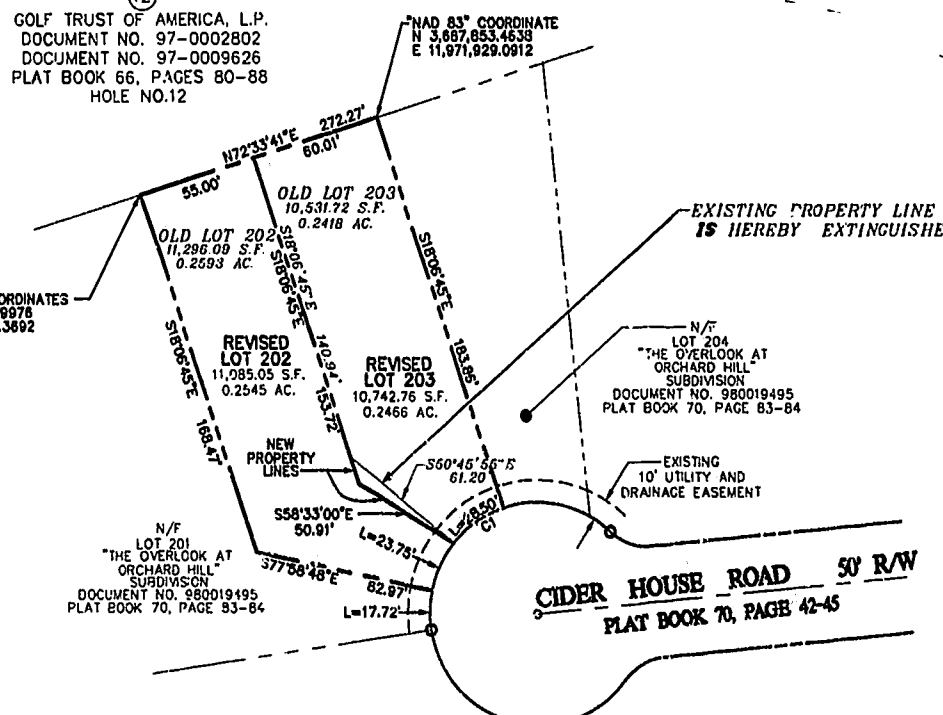 12
GOLF TRUST OF AMERICA, L.P.
DOCUMENT NO. 97-0002802
DOCUMENT NO. 97-0009626
PLAT BOOK 66, PAGES 80-88
HOLE NO.12
"NAD 83" COORDINATE
N 3,687,853.4638
E 11,971,929.0912
N72°33'41"E
272.27'
60.01'
55.00'
OLD LOT 203
10,531.72 S.F.
0.2418 AC.
OLD LOT 202
11,296.09 S.F.
0.2593 AC.
EXISTING PROPERTY LINE
IS HEREBY EXTINGUISHE
ORDINATES
9976
.3692
S18°06'45"E
S18°06'45"E
140.94'
153.72'
S18°06'45"E
183.86'
S18°06'45"E
168.47'
REVISED
LOT 202
11,085.05 S.F.
0.2545 AC.
REVISED
LOT 203
10,742.76 S.F.
0.2466 AC.
N/F
LOT 204
"THE OVERLOOK AT
ORCHARD HILL"
SUBDIVISION
DOCUMENT NO. 980019495
PLAT BOOK 70, PAGE 83-84
NEW
PROPERTY
LINES
S60°45'55"E
61.20
EXISTING
10' UTILITY AND
DRAINAGE EASEMENT
S58°33'00"E
50.91'
L=28.50'
C1
L=23.73'
N/F
LOT 201
"THE OVERLOOK AT
ORCHARD HILL"
SUBDIVISON
DOCUMENT NO. 980019495
PLAT BOOK 70, PAGE 83-84
S77°58'48"E
82.97'
L=17.72'
CIDER HOUSE ROAD 50' R/W
PLAT BOOK 70, PAGE 42-45